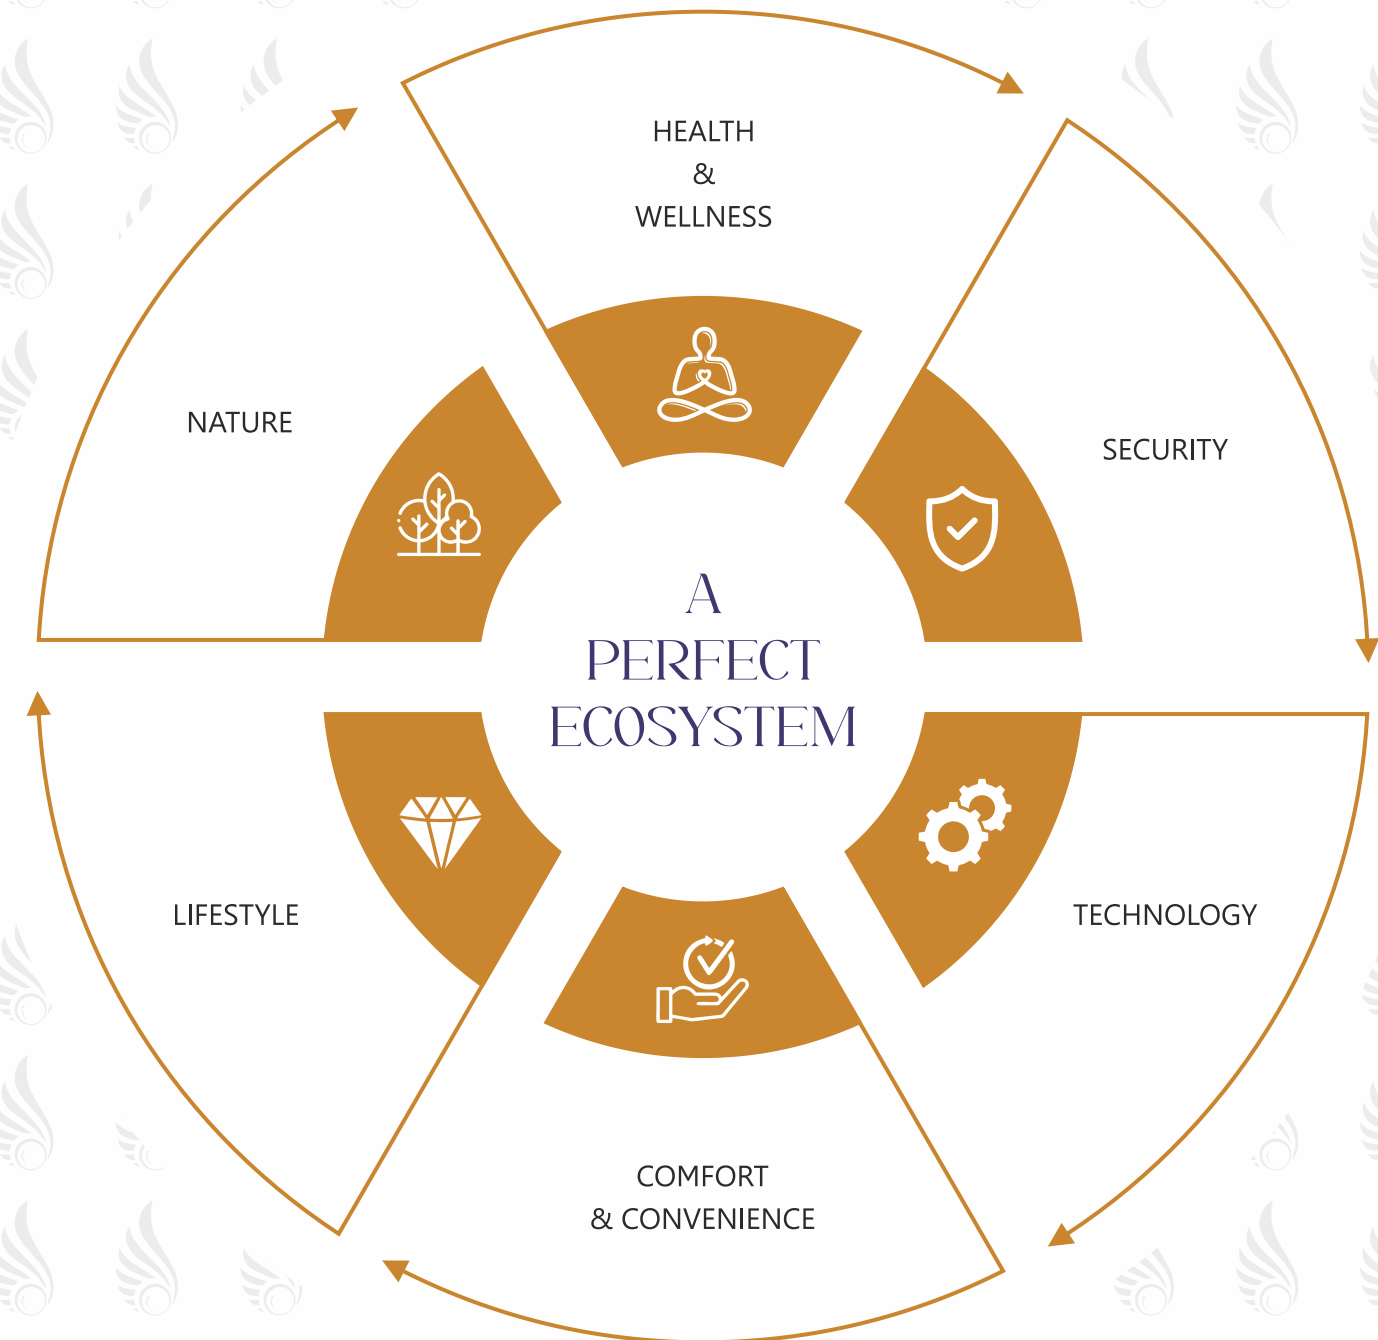 HEALTH
&
WELLNESS
NATURE
SECURITY
A
PERFECT
ECOSYSTEM
LIFESTYLE
TECHNOLOGY
COMFORT
& CONVENIENCE